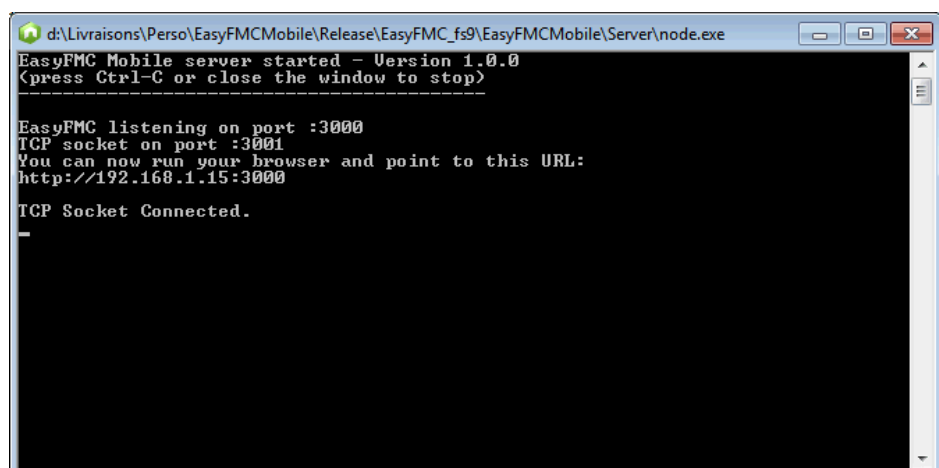 d:\Livraisons\Perso\EasyFMCMobile\Release\EasyFMC_fs9\EasyFMCMobile\Server\node.exe
EasyFMC Mobile server started - Version 1.0.0
(press Ctrl-C or close the window to stop)
-------------------------------------------
EasyFMC listening on port :3000
TCP socket on port :3001
You can now run your browser and point to this URL:
http://192.168.1.15:3000
TCP Socket Connected.